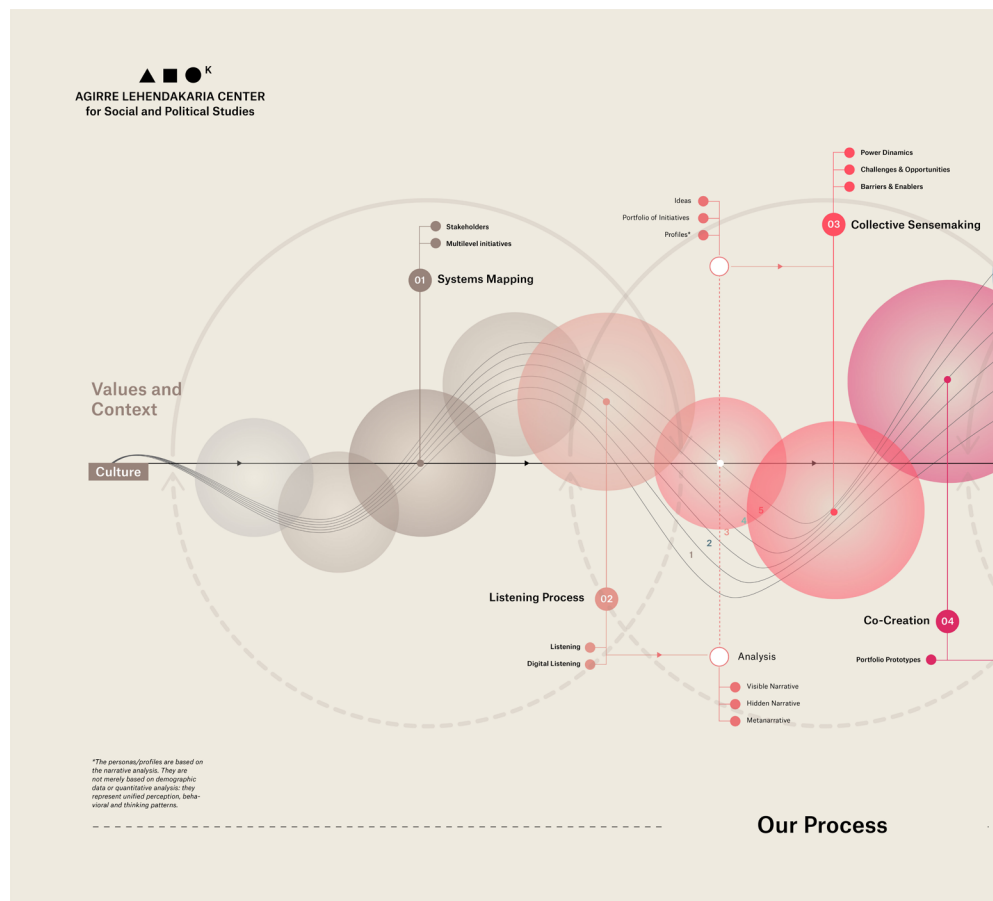 K
AGIRRE LEHENDAKARIA CENTER
for Social and Political Studies
Power Dinamics
Challenges & Opportunities
Barriers & Enablers
Ideas
Portfolio of Initiatives
Profiles*
03 Collective Sensemaking
Stakeholders
Multilevel initiatives
01 Systems Mapping
Values and
Context
Culture
5
4
3
2
1
Listening Process 02
Co-Creation 04
Listening
Digital Listening
Analysis
Portfolio Prototypes
Visible Narrative
Hidden Narrative
Metanarrative
*The personas/profiles are based on
the narrative analysis. They are
not merely based on demographic
data or quantitative analysis: they
represent unified perception, beha-
vioral and thinking patterns.
Our Process